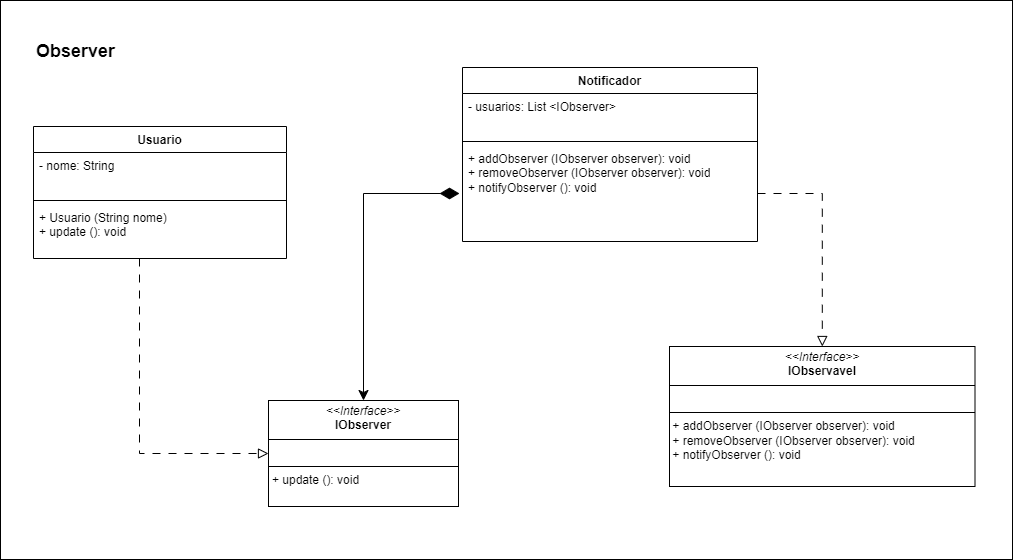 Observer
Notificador
- usuarios: List <IObserver>
+ addObserver (IObserver observer): void
+ removeObserver (IObserver observer): void
+ notifyObserver (): void
Usuario
- nome: String
+ Usuario (String nome)
+ update (): void
<<Interface>>
IObserver
+ update (): void
<<Interface>>
IObservavel
+ addObserver (IObserver observer): void
+ removeObserver (IObserver observer): void
+ notifyObserver (): void